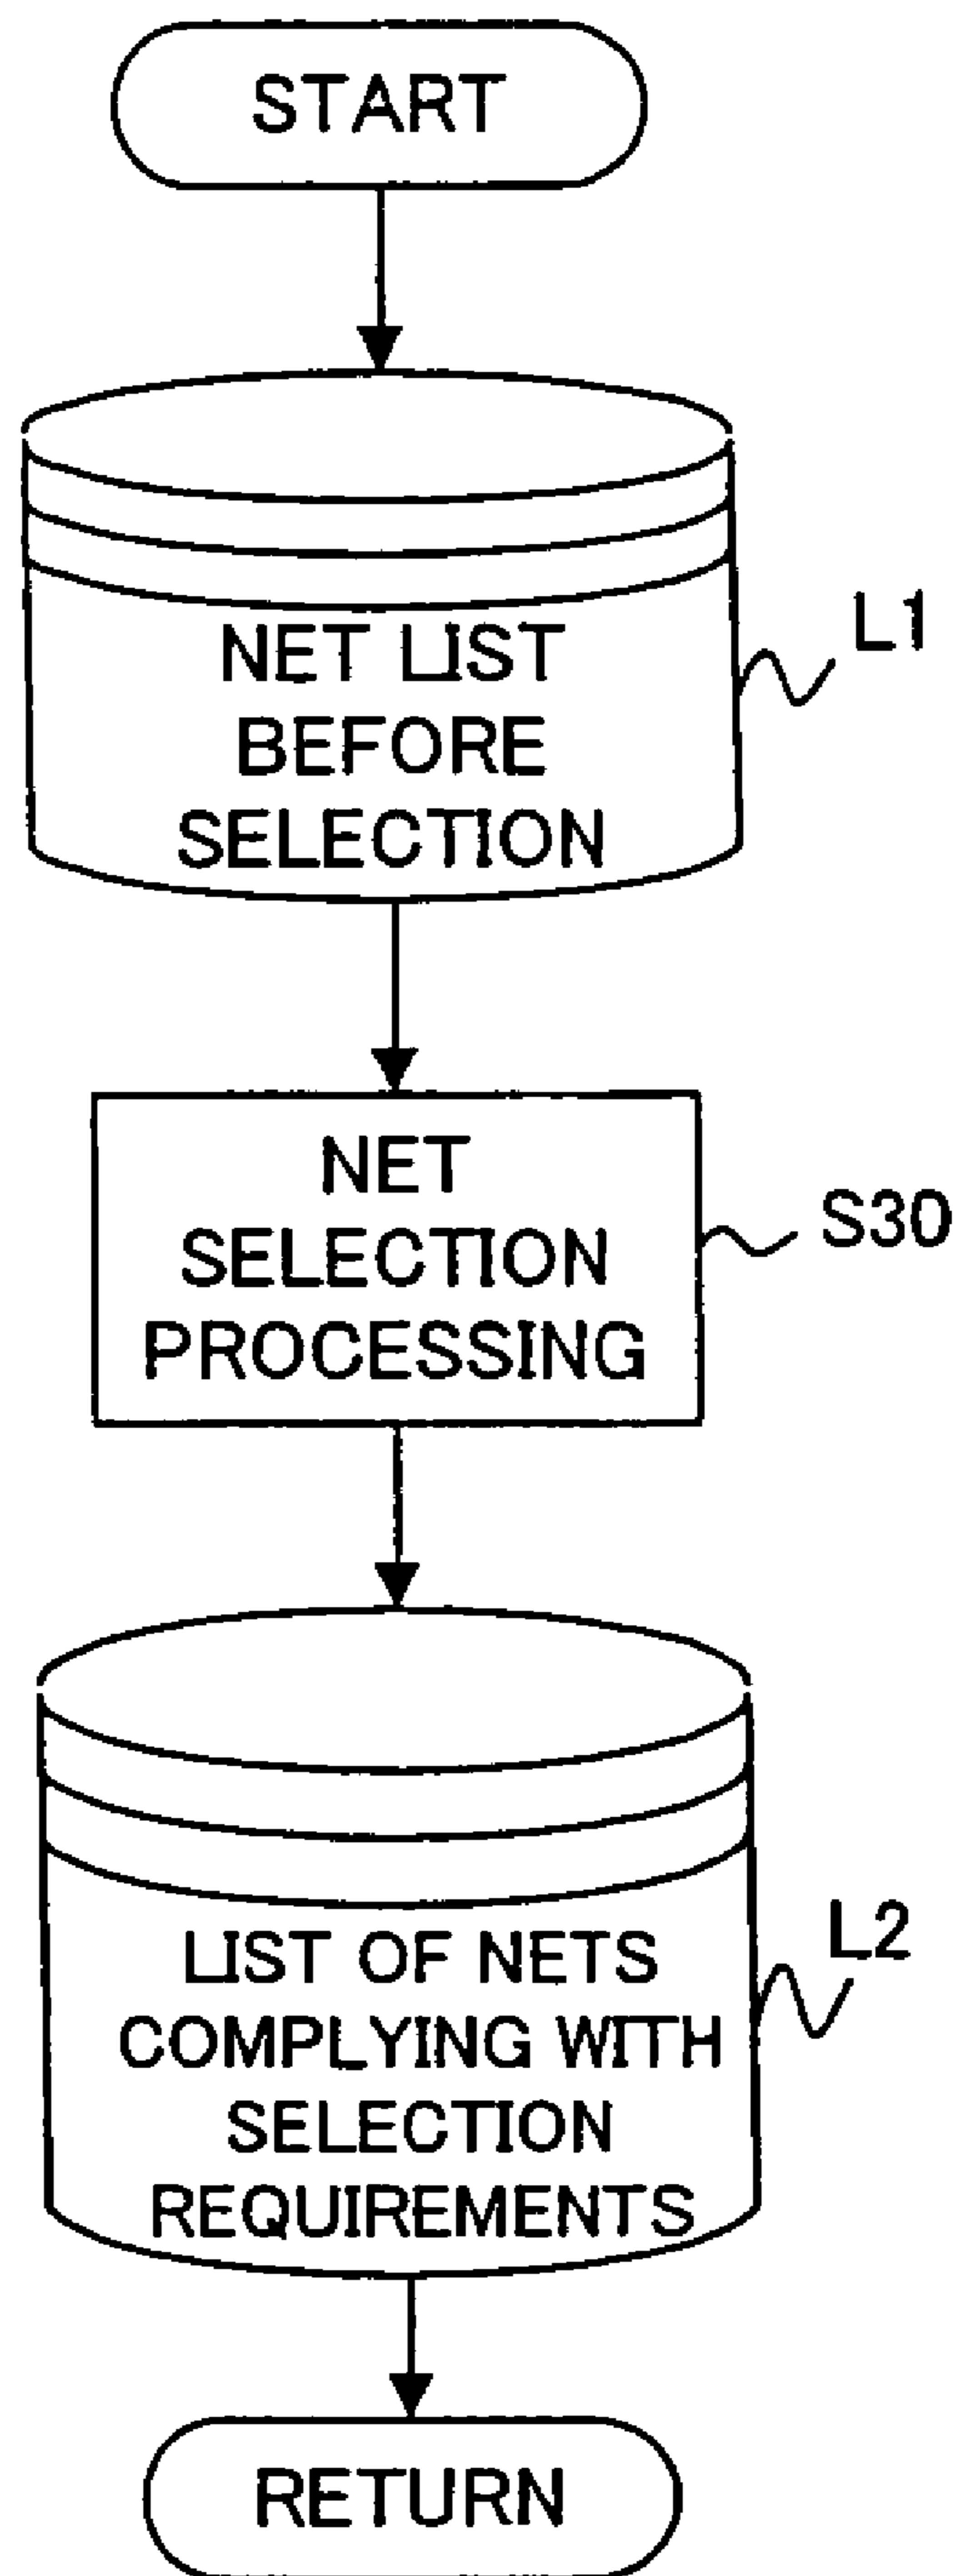 START
NET LIST
BEFORE
SELECTION
L1
NET
SELECTION
PROCESSING
S30
LIST OF NETS
COMPLYING WITH
SELECTION
REQUIREMENTS
L2
RETURN